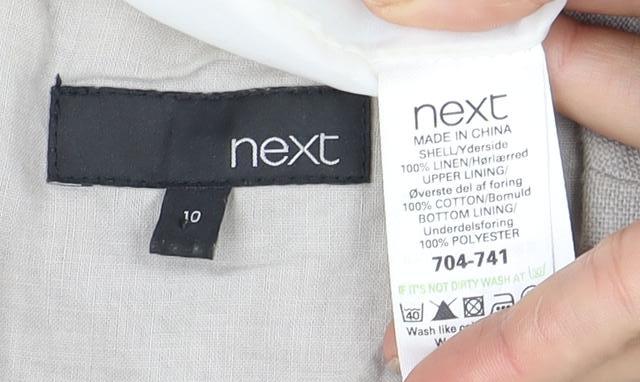 next
10
next
MADE IN CHINA
SHELL/Yderside
100% LINEN/Hørlærred
UPPER LINING/
Øverste del af foring
100% COTTON/Bomuld
BOTTOM LINING/
Underdelsforing
100% POLYESTER
704-741
IF IT'S NOT DIRTY WASH AT
40
Wash like